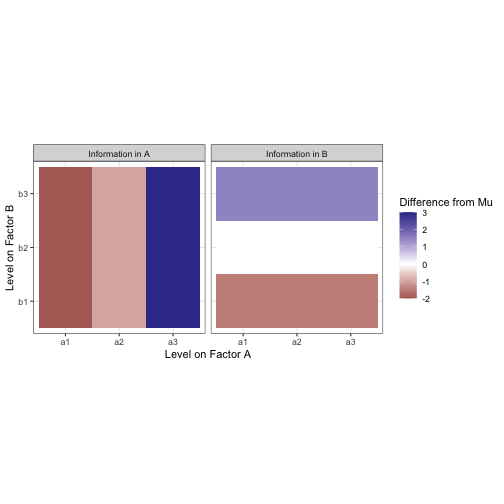 Information in A
Information in B
Level on Factor B
b3
b2
b1
a1 a2 a3
a1 a2 a3
Level on Factor A
Difference from Mu
3
2
1
0
-1
-2